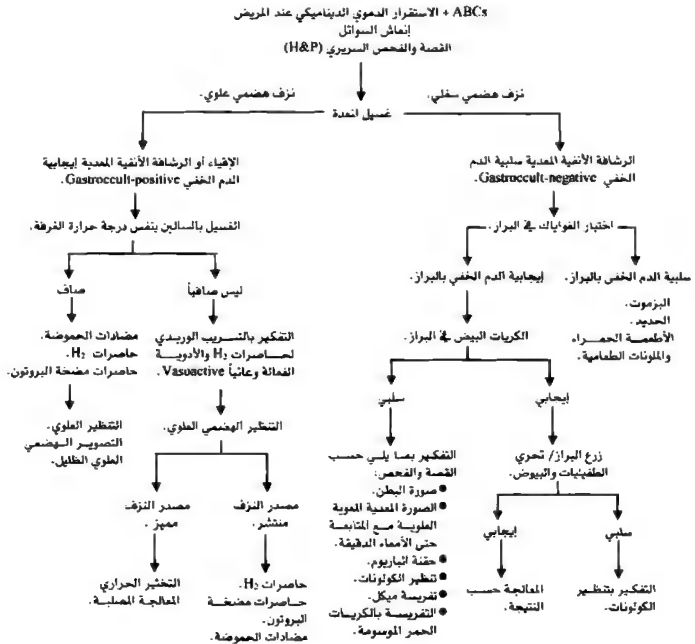 ABCs + الاستقرار الدموي الديناميكي عند المريض
إنعاش السوائل
القصة والفحص السريري (H&P)
نزف هضمي علوي.
نزف هضمي سفلي.
غسيل المعدة
الإقياء أو الرشافة الأنفية المعدية إيجابية
الدم الخفي Gastroccult-positive.
الرشافة الأنفية المعدية سلبية الدم
الخفي Gastroccult-negative.
الغسيل بالسالين بنفس درجة حرارة الغرفة.
اختبار الغواياك في البراز.
صاف
ليس صافياً
إيجابية الدم الخفي بالبراز.
سلبية الدم الخفي بالبراز.
البزموت.
الحديد.
الأطعمة الحمراء
والملونات الطعامية.
مضادات الحموضة.
حاصرات H2.
حاصرات مضخة البروتون.
التفكير بالتسريب الوريدي
لحاصرات H2 والأدوية
الفعالة وعائياً Vasoactive.
الكريات البيض في البراز.
سلبي
إيجابي
التنظير العلوي.
التصوير الهضمي
العلوي الظليل.
التنظير الهضمي العلوي.
التفكير بما يلي حسب
القصة والفحص:
● صورة البطن.
● الصورة المعدية المعوية
العلوية مع المتابعة
حتى الأمعاء الدقيقة.
● حقنة الباريوم.
● تنظير الكولونات.
● تفريسة ميكل.
● التفريسة بالكريات
الحمر الموسومة.
زرع البراز/ تحري
الطفيليات والبيوض.
مصدر النزف
مميز.
مصدر النزف
منتشر.
إيجابي
سلبي
التخثير الحراري
المعالجة المصلبة.
حاصرات H2.
حاصرات مضخة
البروتون.
مضادات الحموضة.
المعالجة حسب
النتيجة.
التفكير بتنظير
الكولونات.